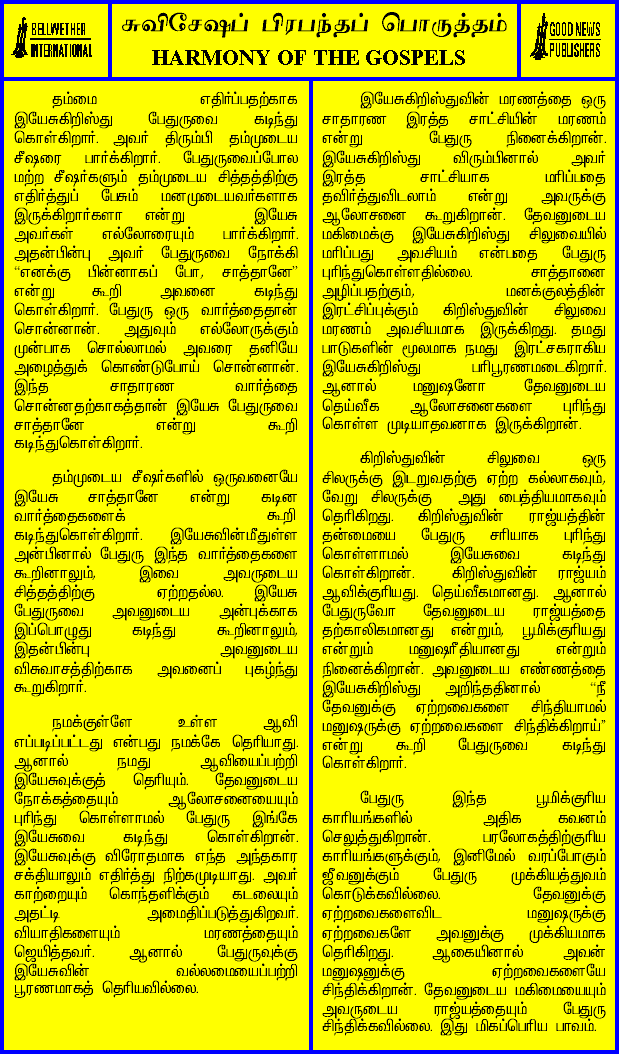 BELLWETHER
INTERNATIONAL
சுவிசேஷப் பிரபந்தப் பொருத்தம்
HARMONY OF THE GOSPELS
GOOD NEWS
PUBLISHERS
தம்மை எதிர்ப்பதற்காக
இயேசுகிறிஸ்து பேதுருவை கடிந்து
கொள்கிறார். அவர் திரும்பி தம்முடைய
சீஷரை பார்க்கிறார். பேதுருவைப்போல
மற்ற சீஷர்களும் தம்முடைய சித்தத்திற்கு
எதிர்த்துப் பேசும் மனமுடையவர்களாக
இருக்கிறார்களா என்று இயேசு
அவர்கள் எல்லோரையும் பார்க்கிறார்.
அதன்பின்பு அவர் பேதுருவை நோக்கி
“எனக்கு பின்னாகப் போ, சாத்தானே”
என்று கூறி அவனை கடிந்து
கொள்கிறார். பேதுரு ஒரு வார்த்தைதான்
சொன்னான். அதுவும் எல்லோருக்கும்
முன்பாக சொல்லாமல் அவரை தனியே
அழைத்துக் கொண்டுபோய் சொன்னான்.
இந்த சாதாரண வார்த்தை
சொன்னதற்காகத்தான் இயேசு பேதுருவை
சாத்தானே என்று கூறி
கடிந்துகொள்கிறார்.
தம்முடைய சீஷர்களில் ஒருவனையே
இயேசு சாத்தானே என்று கடின
வார்த்தைகளைக் கூறி
கடிந்துகொள்கிறார். இயேசுவின்மீதுள்ள
அன்பினால் பேதுரு இந்த வார்த்தைகளை
கூறினாலும், இவை அவருடைய
சித்தத்திற்கு ஏற்றதல்ல. இயேசு
பேதுருவை அவனுடைய அன்புக்காக
இப்பொழுது கடிந்து கூறினாலும்,
இதன்பின்பு அவனுடைய
விசுவாசத்திற்காக அவனைப் புகழ்ந்து
கூறுகிறார்.
நமக்குள்ளே உள்ள ஆவி
எப்படிப்பட்டது என்பது நமக்கே தெரியாது.
ஆனால் நமது ஆவியைப்பற்றி
இயேசுவுக்குத் தெரியும். தேவனுடைய
நோக்கத்தையும் ஆலோசனையையும்
புரிந்து கொள்ளாமல் பேதுரு இங்கே
இயேசுவை கடிந்து கொள்கிறான்.
இயேசுவுக்கு விரோதமாக எந்த அந்தகார
சக்தியாலும் எதிர்த்து நிற்கமுடியாது. அவர்
காற்றையும் கொந்தளிக்கும் கடலையும்
அதட்டி அமைதிப்படுத்துகிறவர்.
வியாதிகளையும் மரணத்தையும்
ஜெயித்தவர். ஆனால் பேதுருவுக்கு
இயேசுவின் வல்லமையைப்பற்றி
பூரணமாகத் தெரியவில்லை.
இயேசுகிறிஸ்துவின் மரணத்தை ஒரு
சாதாரண இரத்த சாட்சியின் மரணம்
என்று பேதுரு நினைக்கிறான்.
இயேசுகிறிஸ்து விரும்பினால் அவர்
இரத்த சாட்சியாக மரிப்பதை
தவிர்த்துவிடலாம் என்று அவருக்கு
ஆலோசனை கூறுகிறான். தேவனுடைய
மகிமைக்கு இயேசுகிறிஸ்து சிலுவையில்
மரிப்பது அவசியம் என்பதை பேதுரு
புரிந்துகொள்ளதில்லை. சாத்தானை
அழிப்பதற்கும், மனக்குலத்தின்
இரட்சிப்புக்கும் கிறிஸ்துவின் சிலுவை
மரணம் அவசியமாக இருக்கிறது. தமது
பாடுகளின் மூலமாக நமது இரட்சகராகிய
இயேசுகிறிஸ்து பரிபூரணமடைகிறார்.
ஆனால் மனுஷனோ தேவனுடைய
தெய்வீக ஆலோசனைகளை புரிந்து
கொள்ள முடியாதவனாக இருக்கிறான்.
கிறிஸ்துவின் சிலுவை ஒரு
சிலருக்கு இடறுவதற்கு ஏற்ற கல்லாகவும்,
வேறு சிலருக்கு அது பைத்தியமாகவும்
தெரிகிறது. கிறிஸ்துவின் ராஜ்யத்தின்
தன்மையை பேதுரு சரியாக புரிந்து
கொள்ளாமல் இயேசுவை கடிந்து
கொள்கிறான். கிறிஸ்துவின் ராஜ்யம்
ஆவிக்குரியது. தெய்வீகமானது. ஆனால்
பேதுருவோ தேவனுடைய ராஜ்யத்தை
தற்காலிகமானது என்றும், பூமிக்குரியது
என்றும் மனுஷரீதியானது என்றும்
நினைக்கிறான். அவனுடைய எண்ணத்தை
இயேசுகிறிஸ்து அறிந்ததினால் “நீ
தேவனுக்கு ஏற்றவைகளை சிந்தியாமல்
மனுஷருக்கு ஏற்றவைகளை சிந்திக்கிறாய்”
என்று கூறி பேதுருவை கடிந்து
கொள்கிறார்.
பேதுரு இந்த பூமிக்குரிய
காரியங்களில் அதிக கவனம்
செலுத்துகிறான். பரலோகத்திற்குரிய
காரியங்களுக்கும், இனிமேல் வரப்போகும்
ஜீவனுக்கும் பேதுரு முக்கியத்துவம்
கொடுக்கவில்லை. தேவனுக்கு
ஏற்றவைகளைவிட மனுஷருக்கு
ஏற்றவைகளே அவனுக்கு முக்கியமாக
தெரிகிறது. ஆகையினால் அவன்
மனுஷனுக்கு ஏற்றவைகளையே
சிந்திக்கிறான். தேவனுடைய மகிமையையும்
அவருடைய ராஜ்யத்தையும் பேதுரு
சிந்திக்கவில்லை. இது மிகப்பெரிய பாவம்.